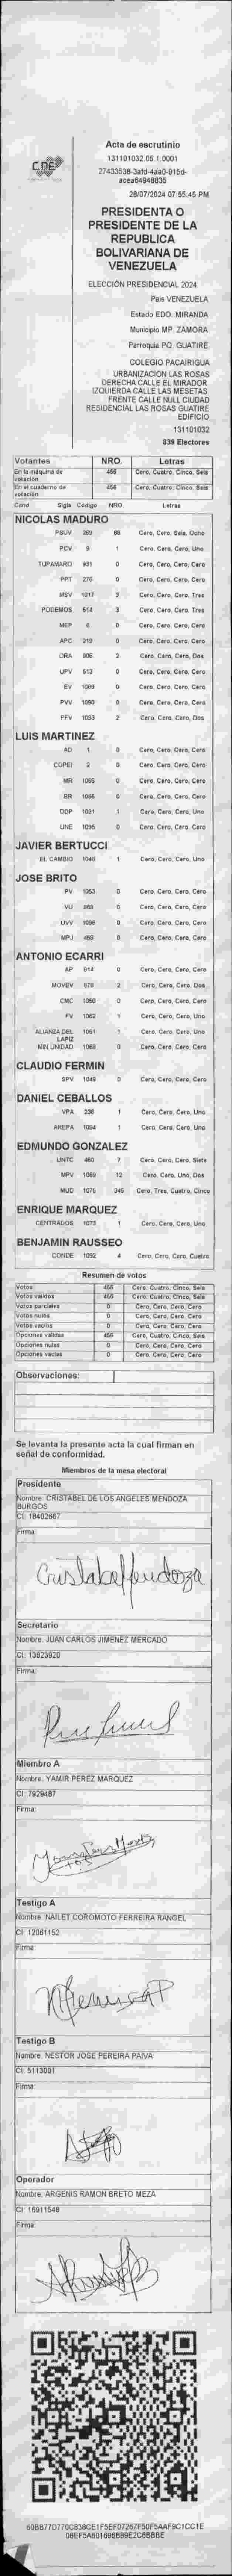 CNE
Acta de escrutinio
131101032.05.1.0001
27433538-3afd-4aa0-915d-
acea64949835
28/07/2024 07:55:45 PM
PRESIDENTA O
PRESIDENTE DE LA
REPUBLICA
BOLIVARIANA DE
VENEZUELA
ELECCIÓN PRESIDENCIAL 2024
País VENEZUELA
Estado EDO. MIRANDA
Municipio MP. ZAMORA
Parroquia PQ. GUATIRE
COLEGIO PACAIRIGUA
URBANIZACIÓN LAS ROSAS
DERECHA CALLE EL MIRADOR.
IZQUIERDA CALLE LAS MESETAS
FRENTE CALLE NULL CIUDAD
RESIDENCIAL LAS ROSAS GUATIRE
EDIFICIO
131101032
839 Electores
Votantes NRO. Letras
En la máquina de votación 456 Cero, Cuatro, Cinco, Seis
En el cuaderno de votación 456 Cero, Cuatro, Cinco, Seis
Cand Sigla Código NRO. Letras
NICOLAS MADURO
PSUV 68 Cero, Cero, Seis, Ocho
PCV 9 1 Cero, Cero, Cero, Uno
TUPAMARO 931 0 Cero, Cero, Cero, Cero
PPT 276 0 Cero, Cero, Cero, Cero
MSV 1017 3 Cero, Cero, Cero, Tres
PODEMOS 514 3 Cero, Cero, Cero, Tres
MEP 6 0 Cero, Cero, Cero, Cero
APC 219 0 Cero, Cero, Cero, Cero
ORA 906 2 Cero, Cero, Cero, Dos
UPV 513 0 Cero, Cero, Cero, Cero
EV 1089 0 Cero, Cero, Cero, Cero
PVV 1090 0 Cero, Cero, Cero, Cero
PFV 1093 2 Cero, Cero, Cero, Dos
LUIS MARTINEZ
AD 1 0 Cero, Cero, Cero, Cero
COPEI 2 0 Cero, Cero, Cero, Cero
MR 1055 0 Cero, Cero, Cero, Cero
BR 1066 0 Cero, Cero, Cero, Cero
DDP 1091 1 Cero, Cero, Cero, Uno
UNE 1095 0 Cero, Cero, Cero, Cero
JAVIER BERTUCCI
EL CAMBIO 1046 1 Cero, Cero, Cero, Uno
JOSE BRITO
PV 1053 0 Cero, Cero, Cero, Cero
VU 0 Cero, Cero, Cero, Cero
UVV 1096 0 Cero, Cero, Cero, Cero
MPJ 486 0 Cero, Cero, Cero, Cero
ANTONIO ECARRI
AP 914 0 Cero, Cero, Cero, Cero
MOVEV 979 2 Cero, Cero, Cero, Dos
CMC 1050 0 Cero, Cero, Cero, Cero
FV 1062 1 Cero, Cero, Cero, Uno
ALIANZA DEL LAPIZ 1051 1 Cero, Cero, Cero, Uno
MIN UNIDAD 1068 0 Cero, Cero, Cero, Cero
CLAUDIO FERMIN
SPV 1049 0 Cero, Cero, Cero, Cero
DANIEL CEBALLOS
VPA 236 1 Cero, Cero, Cero, Uno
AREPA 1094 1 Cero, Cero, Cero, Uno
EDMUNDO GONZALEZ
UNTC 460 7 Cero, Cero, Cero, Siete
MPV 1069 12 Cero, Cero, Uno, Dos
MUD 1075 345 Cero, Tres, Cuatro, Cinco
ENRIQUE MARQUEZ
CENTRADOS 1073 1 Cero, Cero, Cero, Uno
BENJAMIN RAUSSEO
CONDE 1092 4 Cero, Cero, Cero, Cuatro
Resumen de votos
Votos 456 Cero, Cuatro, Cinco, Seis
Votos válidos 456 Cero, Cuatro, Cinco, Seis
Votos parciales 0 Cero, Cero, Cero, Cero
Votos nulos 0 Cero, Cero, Cero, Cero
Votos vacíos 0 Cero, Cero, Cero, Cero
Opciones válidas 456 Cero, Cuatro, Cinco, Seis
Opciones nulas 0 Cero, Cero, Cero, Cero
Opciones vacías 0 Cero, Cero, Cero, Cero
Observaciones:
Se levanta la presente acta la cual firman en
señal de conformidad.
Miembros de la mesa electoral
Presidente
Nombre: CRISTABEL DE LOS ANGELES MENDOZA
BURGOS
CI: 18402667
Firma:
Cristabel Mendoza
Secretario
Nombre: JUAN CARLOS JIMENEZ MERCADO
CI: 13823920
Firma:
Miembro A
Nombre: YAMIR PEREZ MARQUEZ
CI: 7929487
Firma:
Testigo A
Nombre: NAILET COROMOTO FERREIRA RANGEL
CI: 12061152
Firma:
Testigo B
Nombre: NESTOR JOSE PEREIRA PAIVA
CI: 5113001
Firma:
Operador
Nombre: ARGENIS RAMON BRETO MEZA
CI: 16911548
Firma: